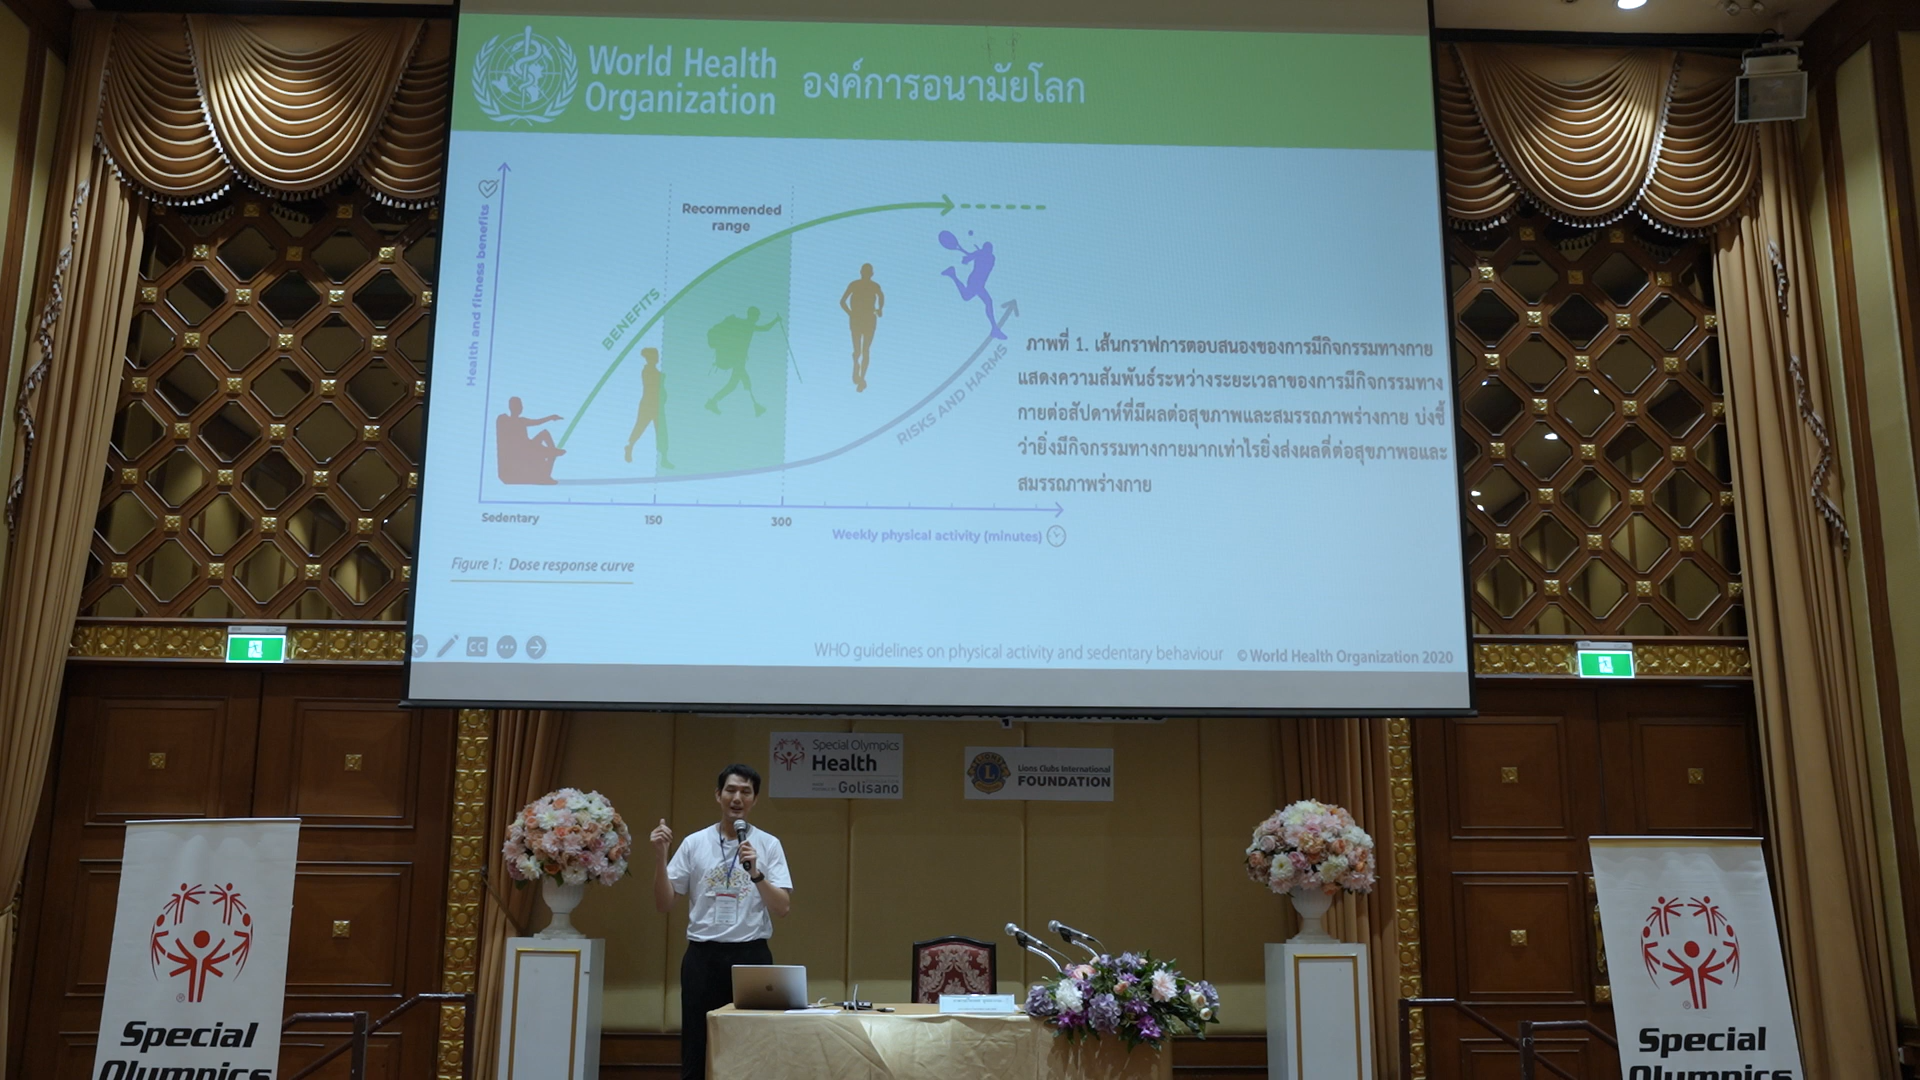 World Health
Organization
องค์การอนามัยโลก
Health and fitness benefits
Recommended
range
BENEFITS
RISKS AND HARMS
ภาพที่ 1. เส้นกราฟการตอบสนองของการมีกิจกรรมทางกาย
แสดงความสัมพันธ์ระหว่างระยะเวลาของการมีกิจกรรมทาง
กายต่อสัปดาห์ที่มีผลต่อสุขภาพและสมรรถภาพร่างกาย บ่งชี้
ว่ายิ่งมีกิจกรรมทางกายมากเท่าไรยิ่งส่งผลดีต่อสุขภาพอและ
สมรรถภาพร่างกาย
Sedentary
150
300
Weekly physical activity (minutes)
Figure 1: Dose response curve
CC
WHO guidelines on physical activity and sedentary behaviour © World Health Organization 2020
Special Olympics
Health
Golisano
Lions Clubs International
FOUNDATION
Special
Olympics
Special
Olympics